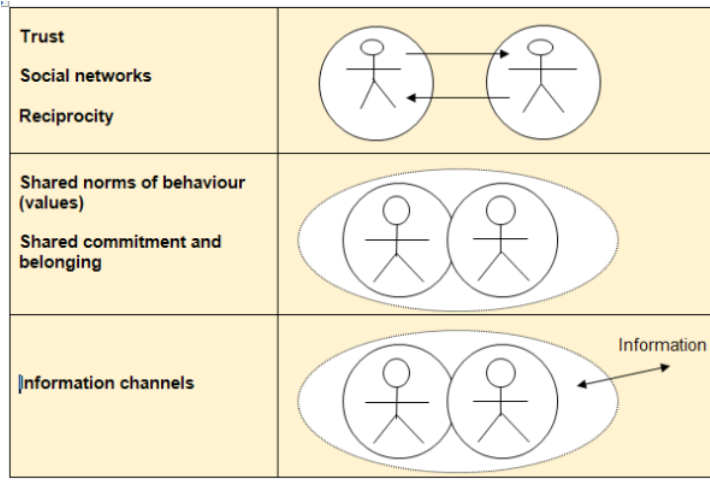 Trust
Social networks
Reciprocity
Shared norms of behaviour
(values)
Shared commitment and
belonging
Information channels
Information